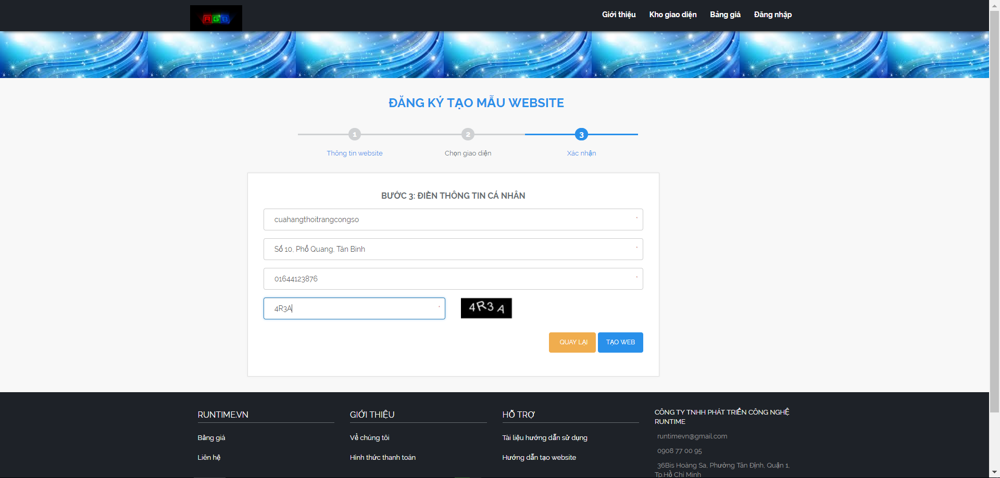 RGB
Giới thiệu Kho giao diện Bảng giá Đăng nhập
ĐĂNG KÝ TẠO MẪU WEBSITE
1 2 3
Thông tin website Chọn giao diện Xác nhận
BƯỚC 3: ĐIỀN THÔNG TIN CÁ NHÂN
cuahangthoitrangcongso *
Số 10, Phổ Quang, Tân Bình *
01644123876 *
4R3A * 4R3A
QUAY LẠI TẠO WEB
RUNTIME.VN
Bảng giá
Liên hệ
GIỚI THIỆU
Về chúng tôi
Hình thức thanh toán
HỖ TRỢ
Tài liệu hướng dẫn sử dụng
Hướng dẫn tạo website
CÔNG TY TNHH PHÁT TRIỂN CÔNG NGHỆ
RUNTIME
runtimevn@gmail.com
0908 77 00 95
36Bis Hoàng Sa, Phường Tân Định, Quận 1,
Tp.Hồ Chí Minh